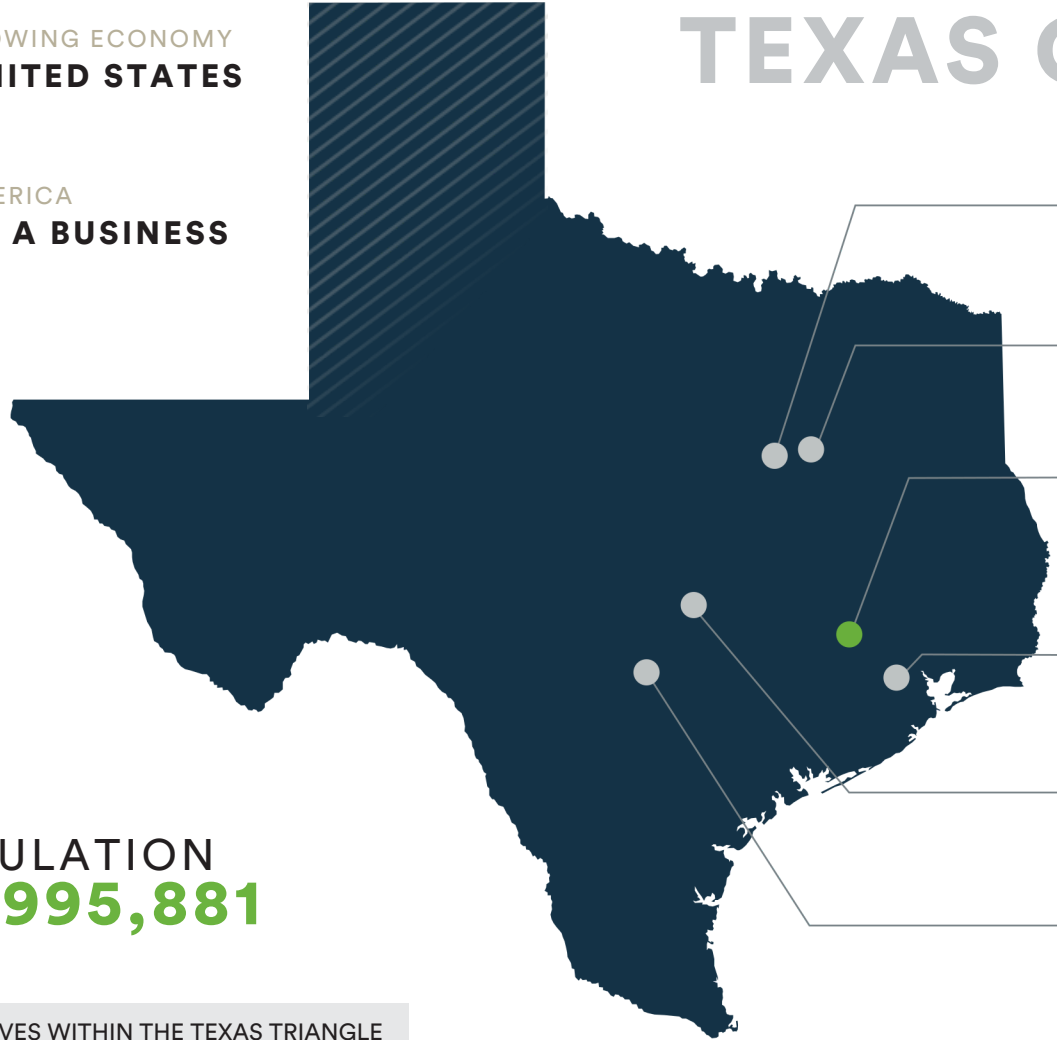 OWING ECONOMY
NITED STATES
ERICA
A BUSINESS
TEXAS
ULATION
995,881
VES WITHIN THE TEXAS TRIANGLE